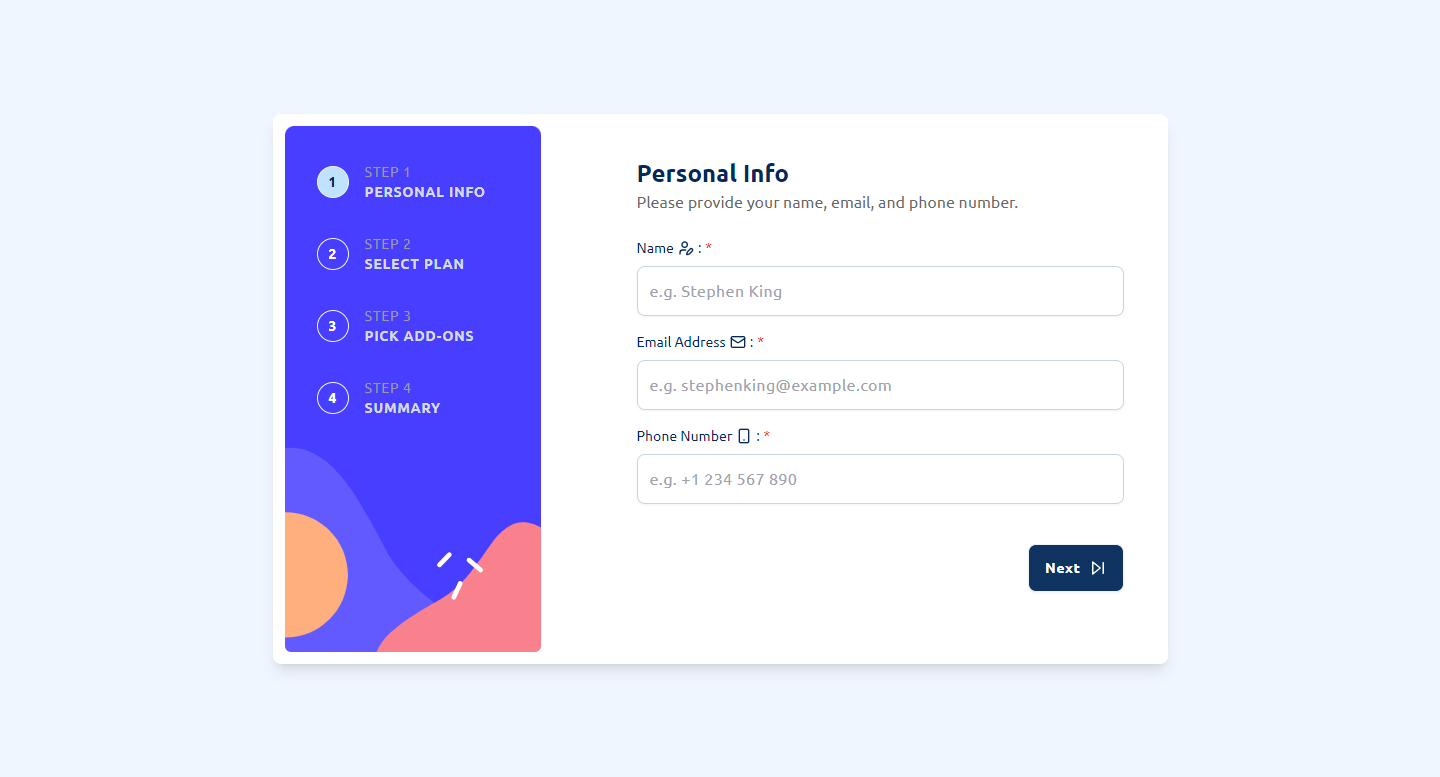 1
STEP 1
PERSONAL INFO
2
STEP 2
SELECT PLAN
3
STEP 3
PICK ADD-ONS
4
STEP 4
SUMMARY
Personal Info
Please provide your name, email, and phone number.
Name : *
e.g. Stephen King
Email Address : *
e.g. stephenking@example.com
Phone Number : *
e.g. +1 234 567 890
Next